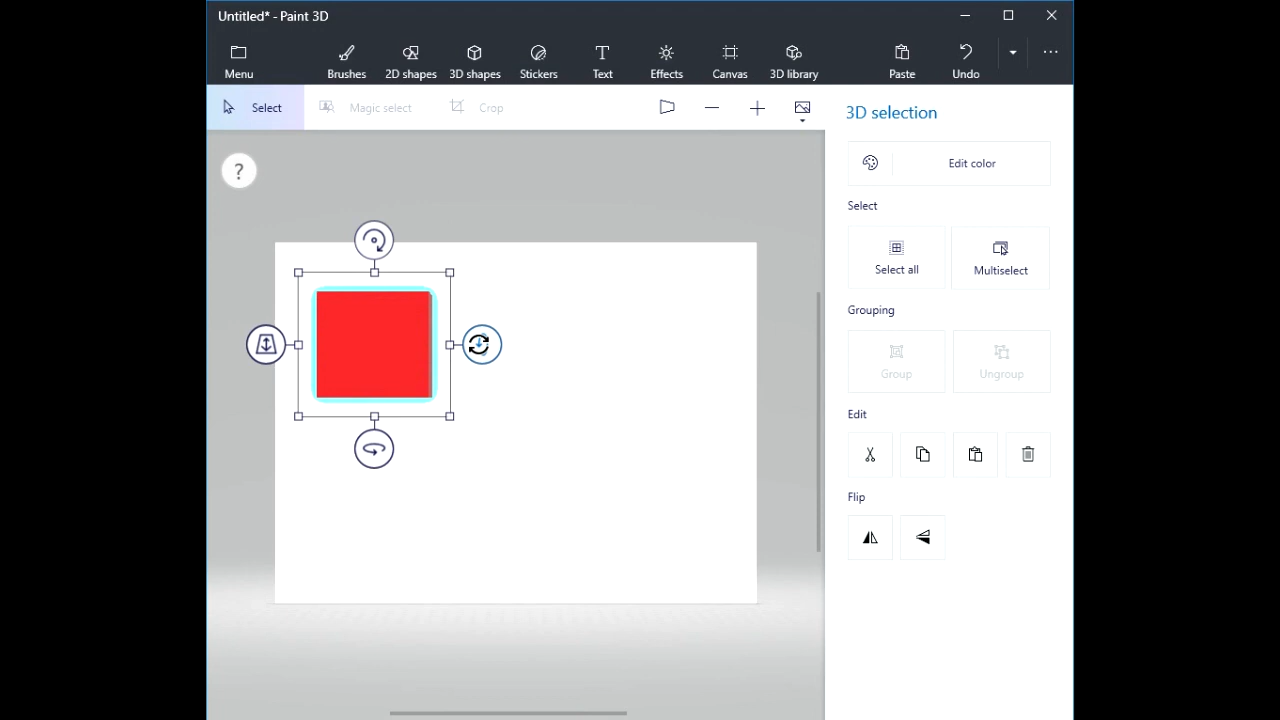 Untitled* - Paint 3D
Menu Brushes 2D shapes 3D shapes Stickers Text Effects Canvas 3D library Paste Undo
Select Magic select Crop
3D selection
?
Edit color
Select
Select all Multiselect
Grouping
Group Ungroup
Edit
Flip